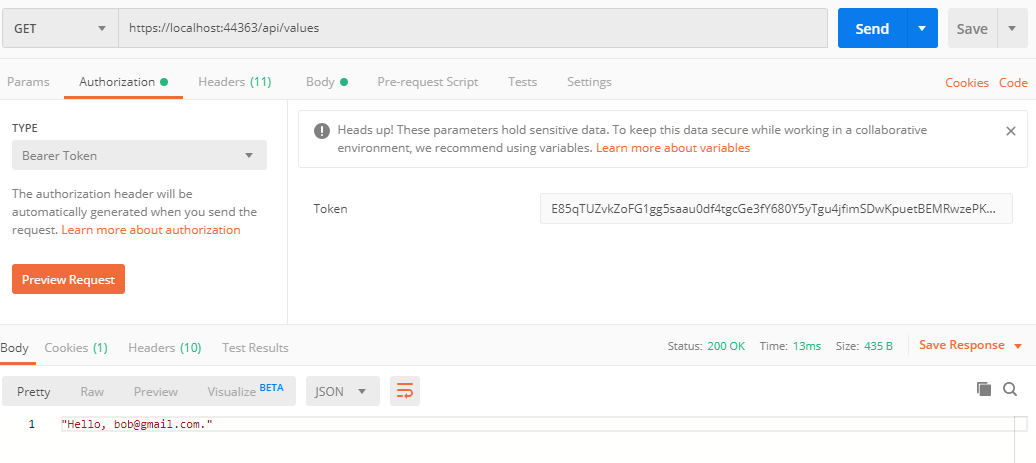 GET https://localhost:44363/api/values Send Save
Params Authorization Headers (11) Body Pre-request Script Tests Settings Cookies Code
TYPE
Bearer Token
The authorization header will be
automatically generated when you send the
request. Learn more about authorization
Preview Request
Heads up! These parameters hold sensitive data. To keep this data secure while working in a collaborative
environment, we recommend using variables. Learn more about variables
Token E85qTUZvkZoFG1gg5saau0df4tgcGe3fY680Y5yTgu4jfimSDwKpuetBEMRwzePK...
Body Cookies (1) Headers (10) Test Results Status: 200 OK Time: 13ms Size: 435 B Save Response
Pretty Raw Preview Visualize BETA JSON
1 "Hello, bob@gmail.com."